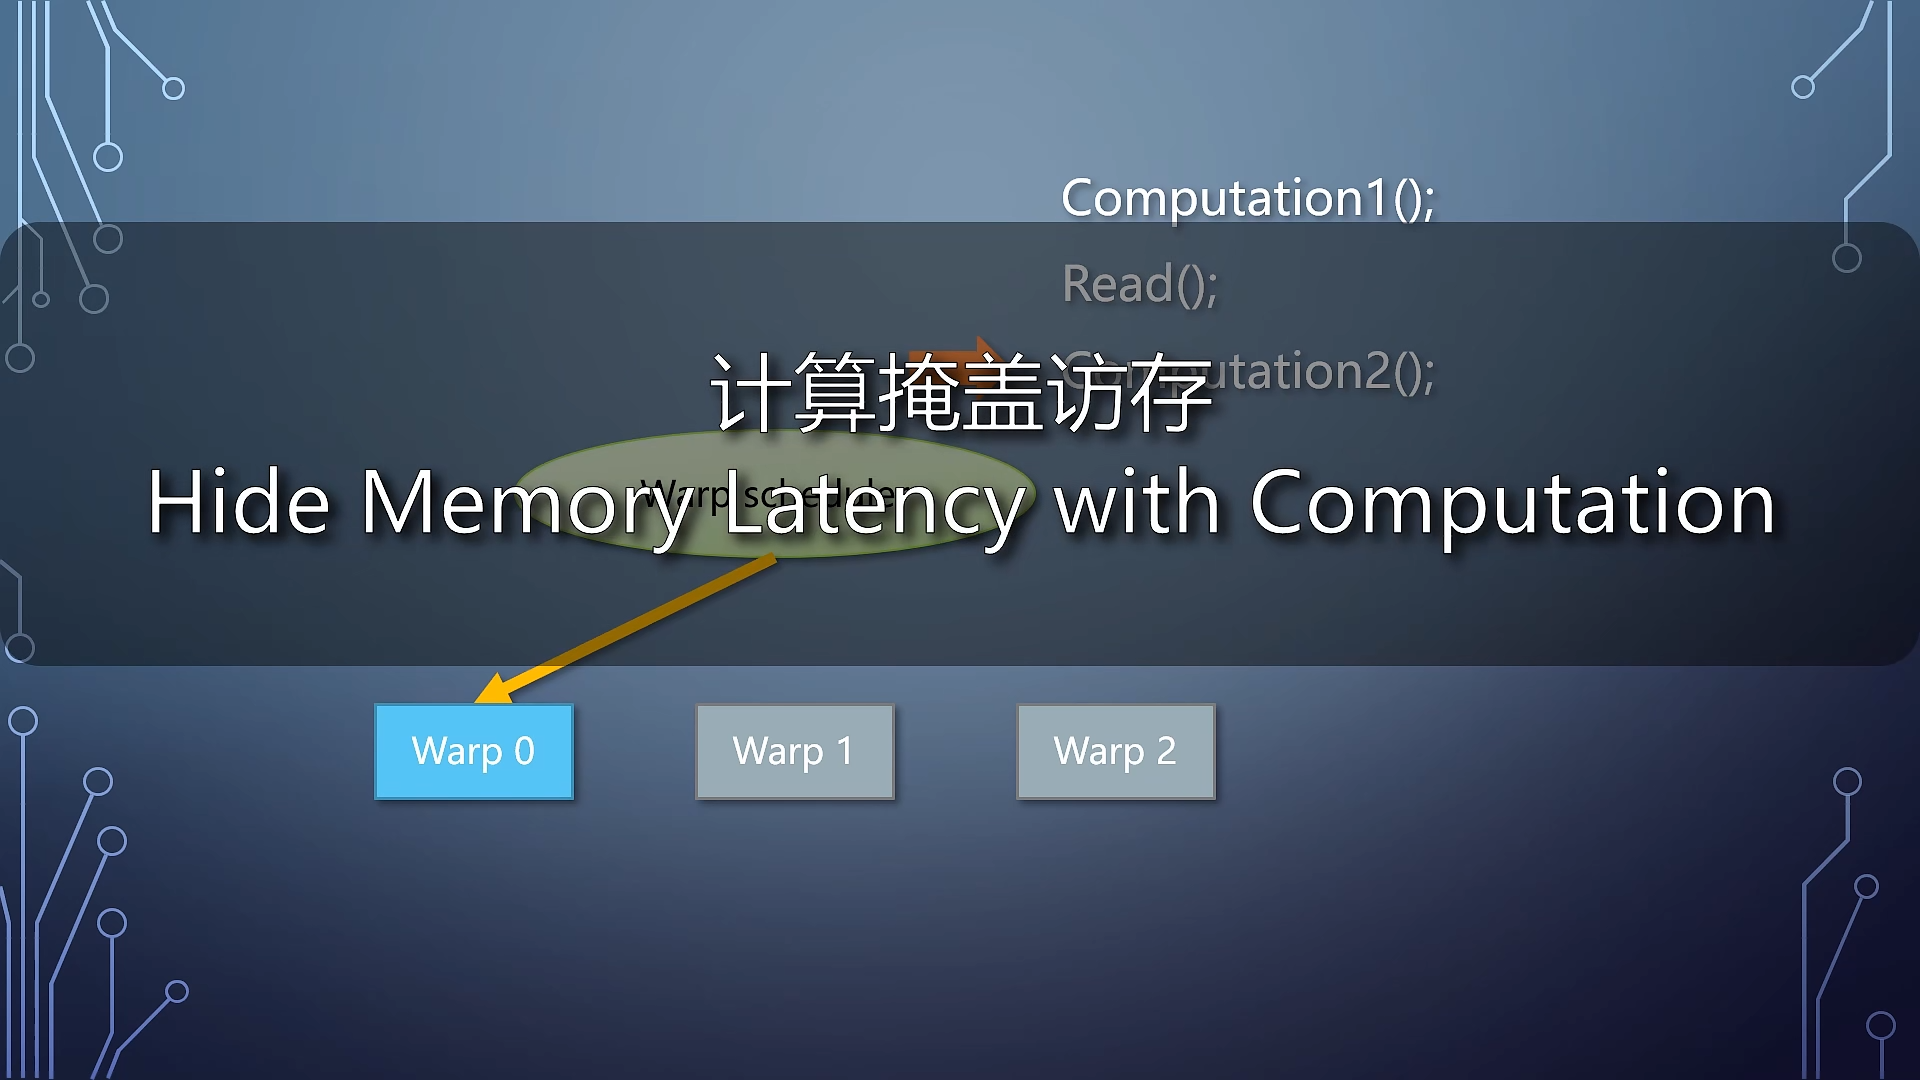 Computation1();
Read();
Computation2();
计算掩盖访存
Warp scheduler
Hide Memory Latency with Computation
Warp 0
Warp 1
Warp 2